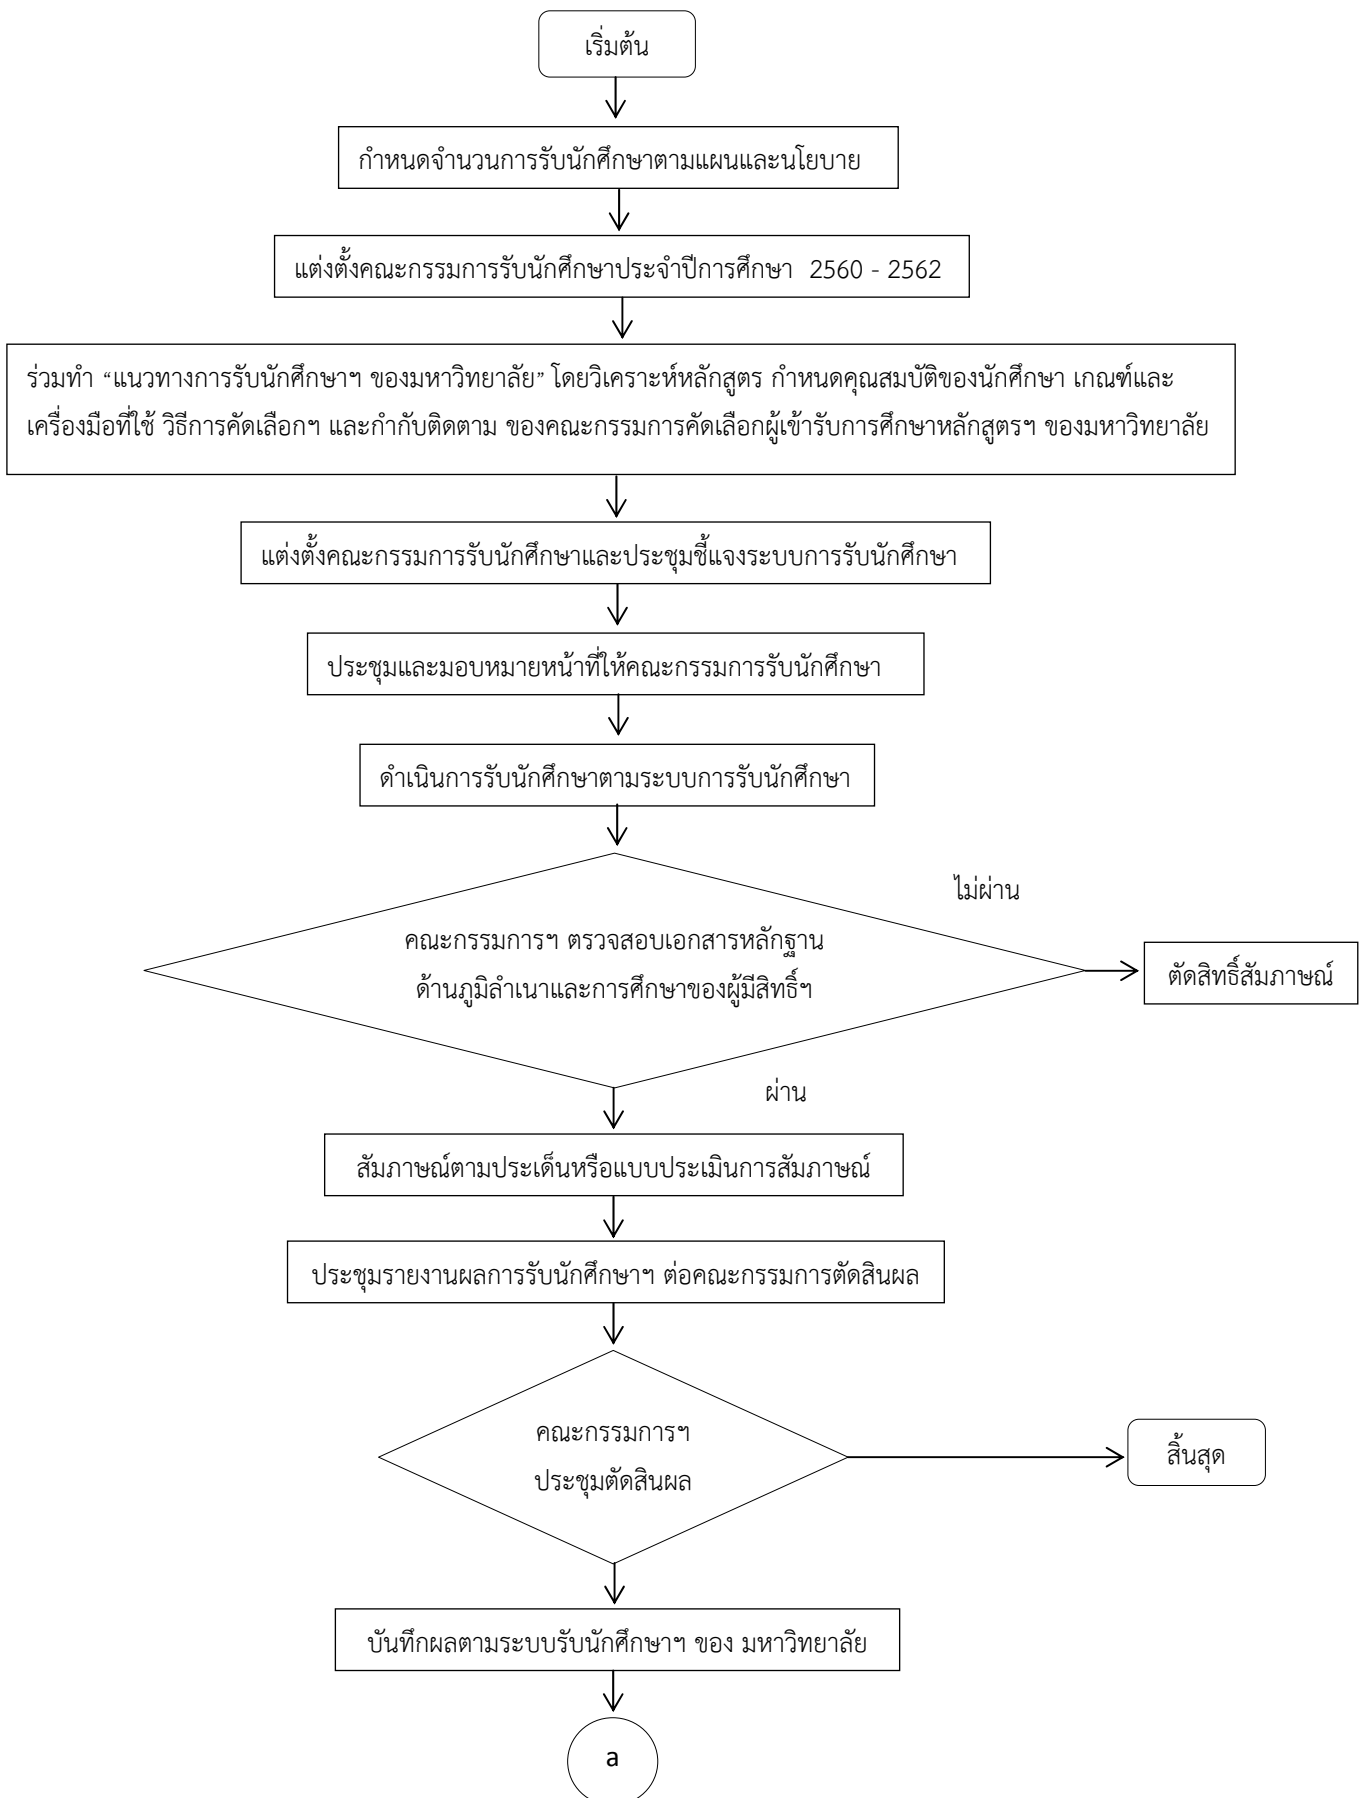 เริ่มต้น
กำหนดจำนวนการรับนักศึกษาตามแผนและนโยบาย
แต่งตั้งคณะกรรมการรับนักศึกษาประจำปีการศึกษา 2560 - 2562
ร่วมทำ “แนวทางการรับนักศึกษาฯ ของมหาวิทยาลัย” โดยวิเคราะห์หลักสูตร กำหนดคุณสมบัติของนักศึกษา เกณฑ์และ
เครื่องมือที่ใช้ วิธีการคัดเลือกฯ และกำกับติดตาม ของคณะกรรมการคัดเลือกผู้เข้ารับการศึกษาหลักสูตรฯ ของมหาวิทยาลัย
แต่งตั้งคณะกรรมการรับนักศึกษาและประชุมชี้แจงระบบการรับนักศึกษา
ประชุมและมอบหมายหน้าที่ให้คณะกรรมการรับนักศึกษา
ดำเนินการรับนักศึกษาตามระบบการรับนักศึกษา
ไม่ผ่าน
คณะกรรมการฯ ตรวจสอบเอกสารหลักฐาน
ด้านภูมิลำเนาและการศึกษาของผู้มีสิทธิ์ฯ
ตัดสิทธิ์สัมภาษณ์
ผ่าน
สัมภาษณ์ตามประเด็นหรือแบบประเมินการสัมภาษณ์
ประชุมรายงานผลการรับนักศึกษาฯ ต่อคณะกรรมการตัดสินผล
คณะกรรมการฯ
ประชุมตัดสินผล
สิ้นสุด
บันทึกผลตามระบบรับนักศึกษาฯ ของ มหาวิทยาลัย
a